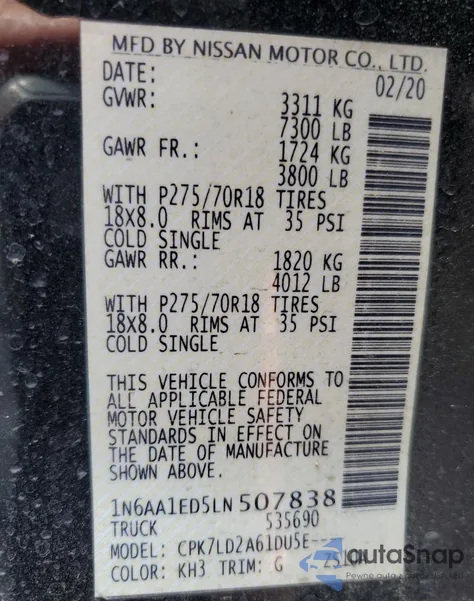 MFD BY NISSAN MOTOR CO., LTD.
DATE: 02/20
GVWR: 3311 KG
7300 LB
GAWR FR.: 1724 KG
3800 LB
WITH P275/70R18 TIRES
18X8.0 RIMS AT 35 PSI
COLD SINGLE
GAWR RR.: 1820 KG
4012 LB
WITH P275/70R18 TIRES
18X8.0 RIMS AT 35 PSI
COLD SINGLE
THIS VEHICLE CONFORMS TO
ALL APPLICABLE FEDERAL
MOTOR VEHICLE SAFETY
STANDARDS IN EFFECT ON
THE DATE OF MANUFACTURE
SHOWN ABOVE.
1N6AA1ED5LN507838
TRUCK 535690
MODEL: CPK7LD2A61DU5E--
COLOR: KH3 TRIM: G
autoSnap
Pewne auto z